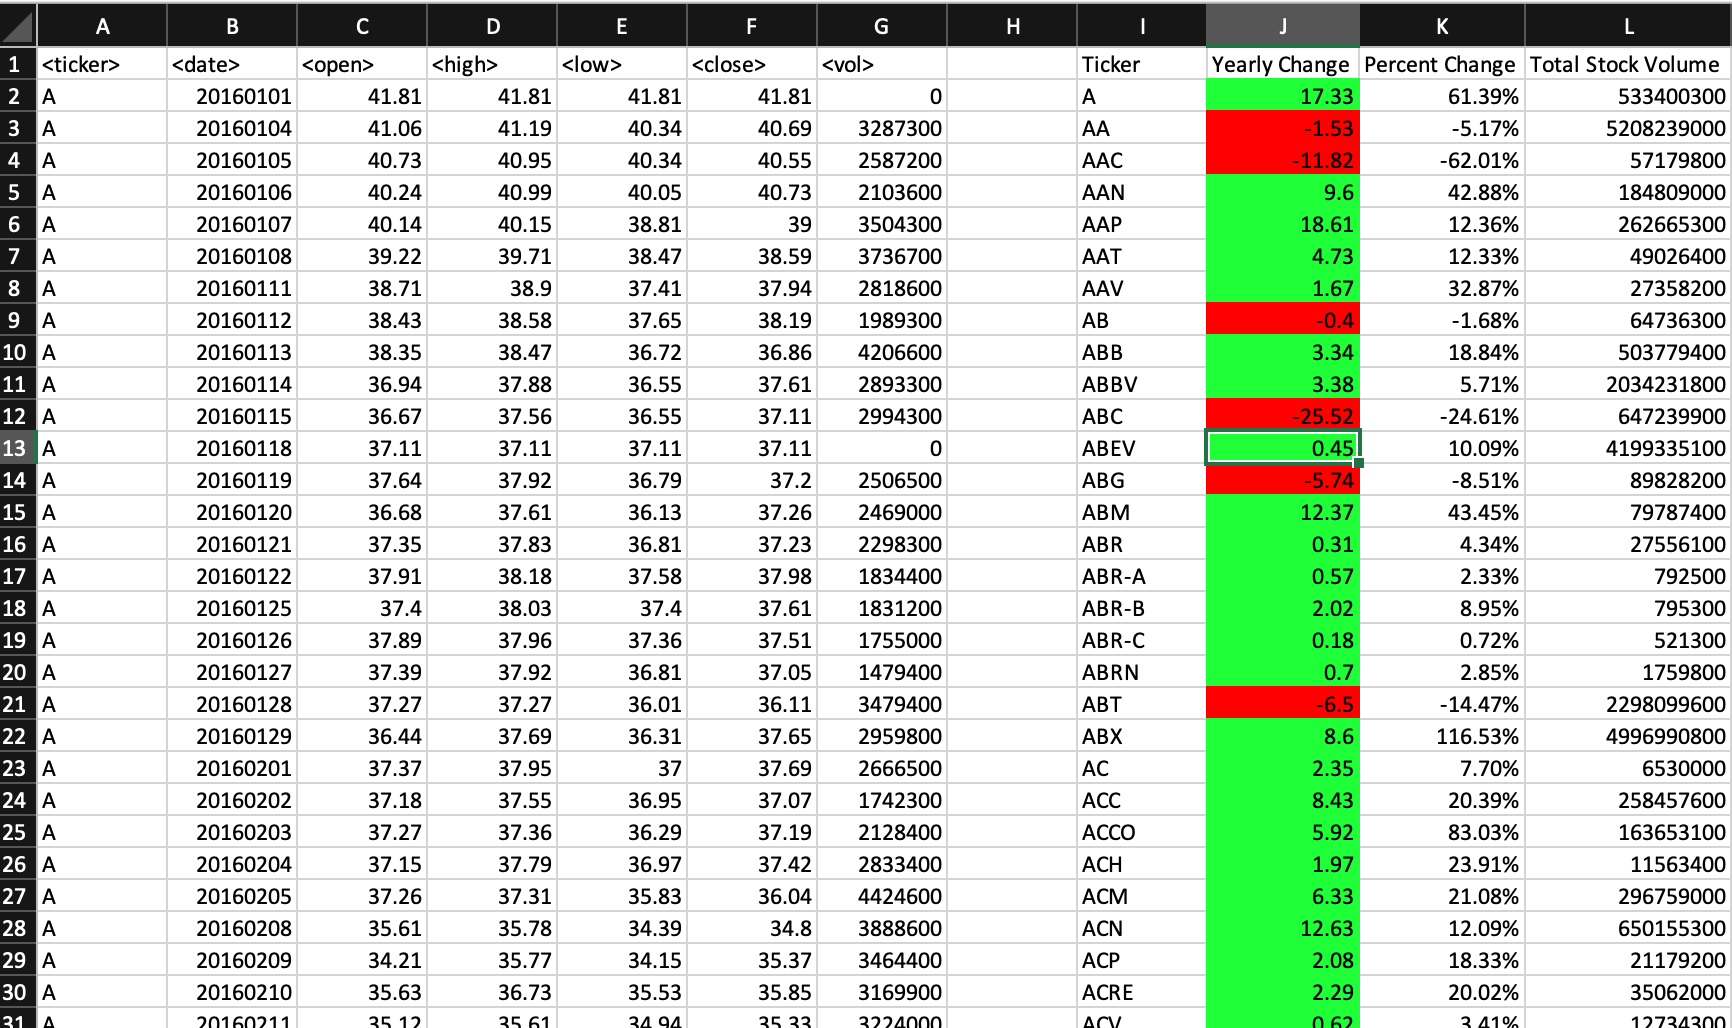 A B C D E F G H I J K L
1 <ticker> <date> <open> <high> <low> <close> <vol> Ticker Yearly Change Percent Change Total Stock Volume
2 A 20160101 41.81 41.81 41.81 41.81 0 A 17.33 61.39% 533400300
3 A 20160104 41.06 41.19 40.34 40.69 3287300 AA -1.53 -5.17% 5208239000
4 A 20160105 40.73 40.95 40.34 40.55 2587200 AAC -11.82 -62.01% 57179800
5 A 20160106 40.24 40.99 40.05 40.73 2103600 AAN 9.6 42.88% 184809000
6 A 20160107 40.14 40.15 38.81 39 3504300 AAP 18.61 12.36% 262665300
7 A 20160108 39.22 39.71 38.47 38.59 3736700 AAT 4.73 12.33% 49026400
8 A 20160111 38.71 38.9 37.41 37.94 2818600 AAV 1.67 32.87% 27358200
9 A 20160112 38.43 38.58 37.65 38.19 1989300 AB -0.4 -1.68% 64736300
10 A 20160113 38.35 38.47 36.72 36.86 4206600 ABB 3.34 18.84% 503779400
11 A 20160114 36.94 37.88 36.55 37.61 2893300 ABBV 3.38 5.71% 2034231800
12 A 20160115 36.67 37.56 36.55 37.11 2994300 ABC -25.52 -24.61% 647239900
13 A 20160118 37.11 37.11 37.11 37.11 0 ABEV 0.45 10.09% 4199335100
14 A 20160119 37.64 37.92 36.79 37.2 2506500 ABG -5.74 -8.51% 89828200
15 A 20160120 36.68 37.61 36.13 37.26 2469000 ABM 12.37 43.45% 79787400
16 A 20160121 37.35 37.83 36.81 37.23 2298300 ABR 0.31 4.34% 27556100
17 A 20160122 37.91 38.18 37.58 37.98 1834400 ABR-A 0.57 2.33% 792500
18 A 20160125 37.4 38.03 37.4 37.61 1831200 ABR-B 2.02 8.95% 795300
19 A 20160126 37.89 37.96 37.36 37.51 1755000 ABR-C 0.18 0.72% 521300
20 A 20160127 37.39 37.92 36.81 37.05 1479400 ABRN 0.7 2.85% 1759800
21 A 20160128 37.27 37.27 36.01 36.11 3479400 ABT -6.5 -14.47% 2298099600
22 A 20160129 36.44 37.69 36.31 37.65 2959800 ABX 8.6 116.53% 4996990800
23 A 20160201 37.37 37.95 37 37.69 2666500 AC 2.35 7.70% 6530000
24 A 20160202 37.18 37.55 36.95 37.07 1742300 ACC 8.43 20.39% 258457600
25 A 20160203 37.27 37.36 36.29 37.19 2128400 ACCO 5.92 83.03% 163653100
26 A 20160204 37.15 37.79 36.97 37.42 2833400 ACH 1.97 23.91% 11563400
27 A 20160205 37.26 37.31 35.83 36.04 4424600 ACM 6.33 21.08% 296759000
28 A 20160208 35.61 35.78 34.39 34.8 3888600 ACN 12.63 12.09% 650155300
29 A 20160209 34.21 35.77 34.15 35.37 3464400 ACP 2.08 18.33% 21179200
30 A 20160210 35.63 36.73 35.53 35.85 3169900 ACRE 2.29 20.02% 35062000
31 A 20160211 35.12 35.61 34.94 35.33 3224000 ACV 0.62 3.41% 12734300